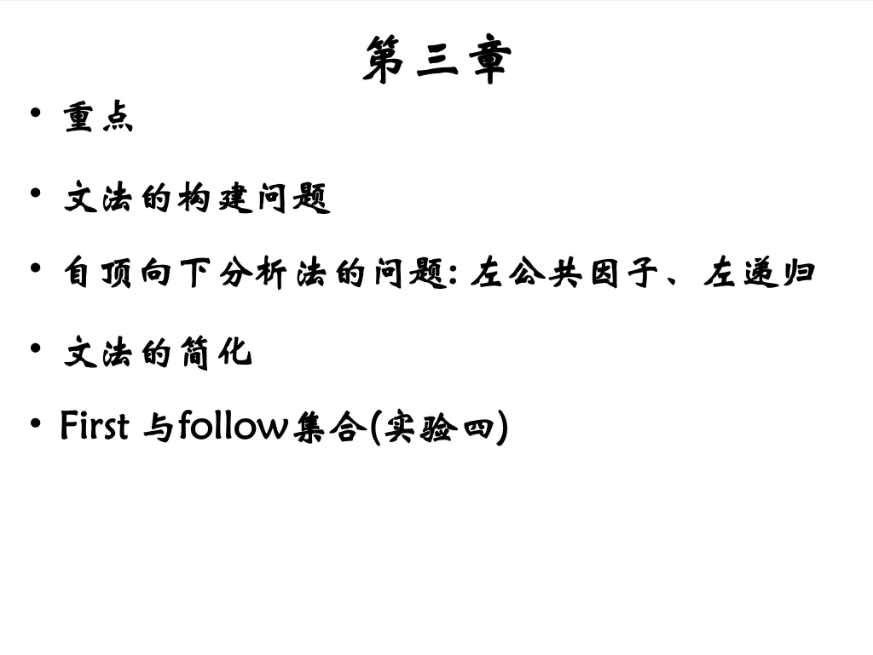 第三章
• 重点
• 文法的构建问题
• 自顶向下分析法的问题: 左公共因子、左递归
• 文法的简化
• First 与follow集合(实验四)